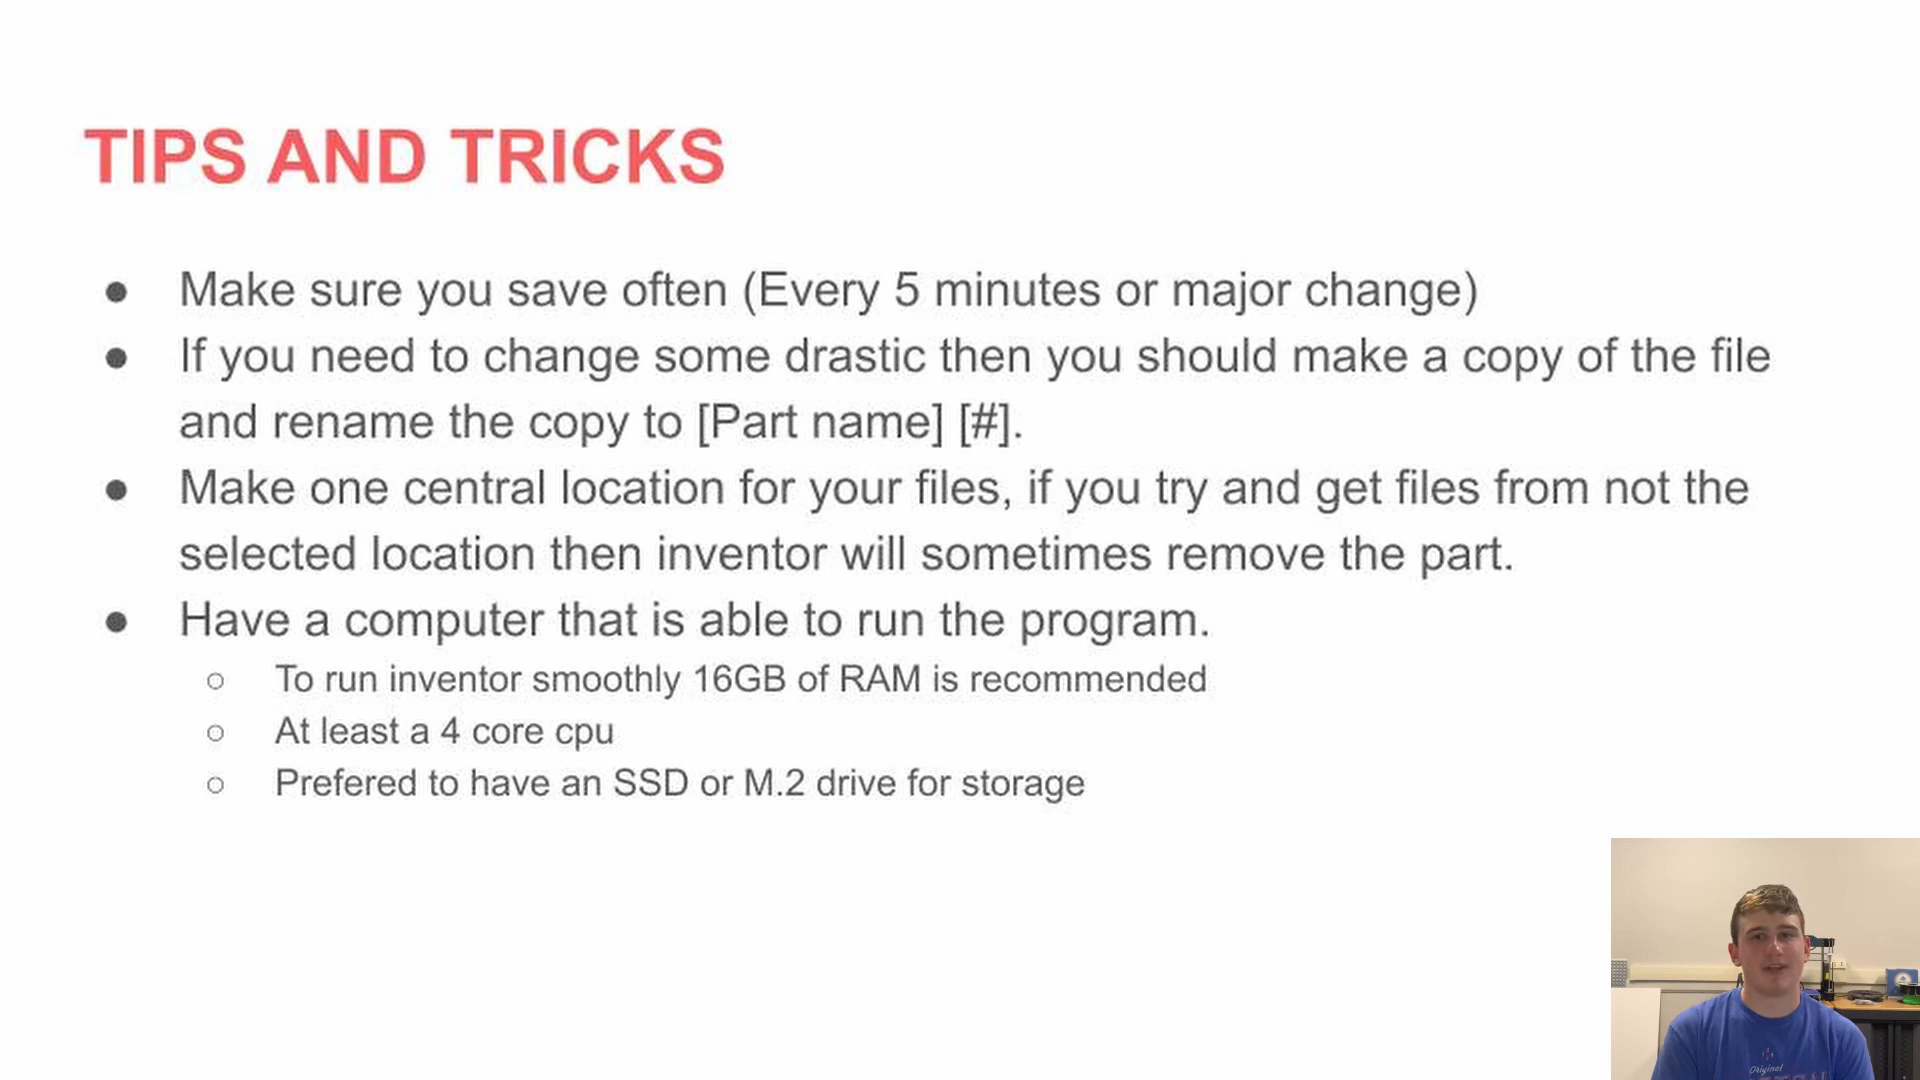 TIPS AND TRICKS
● Make sure you save often (Every 5 minutes or major change)
● If you need to change some drastic then you should make a copy of the file
and rename the copy to [Part name] [#].
● Make one central location for your files, if you try and get files from not the
selected location then inventor will sometimes remove the part.
● Have a computer that is able to run the program.
○ To run inventor smoothly 16GB of RAM is recommended
○ At least a 4 core cpu
○ Prefered to have an SSD or M.2 drive for storage
Original